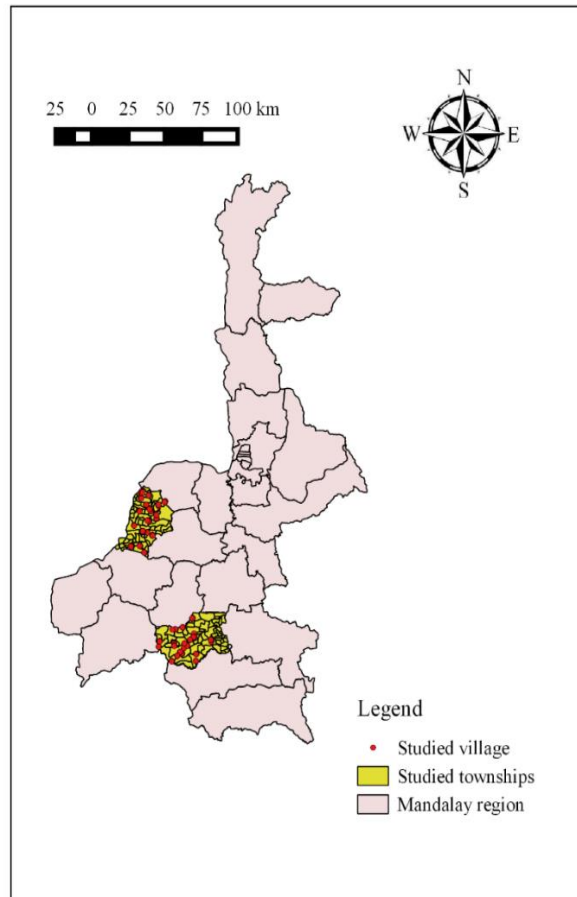 25 0 25 50 75 100 km
N
W E
S
Legend
Studied village
Studied townships
Mandalay region